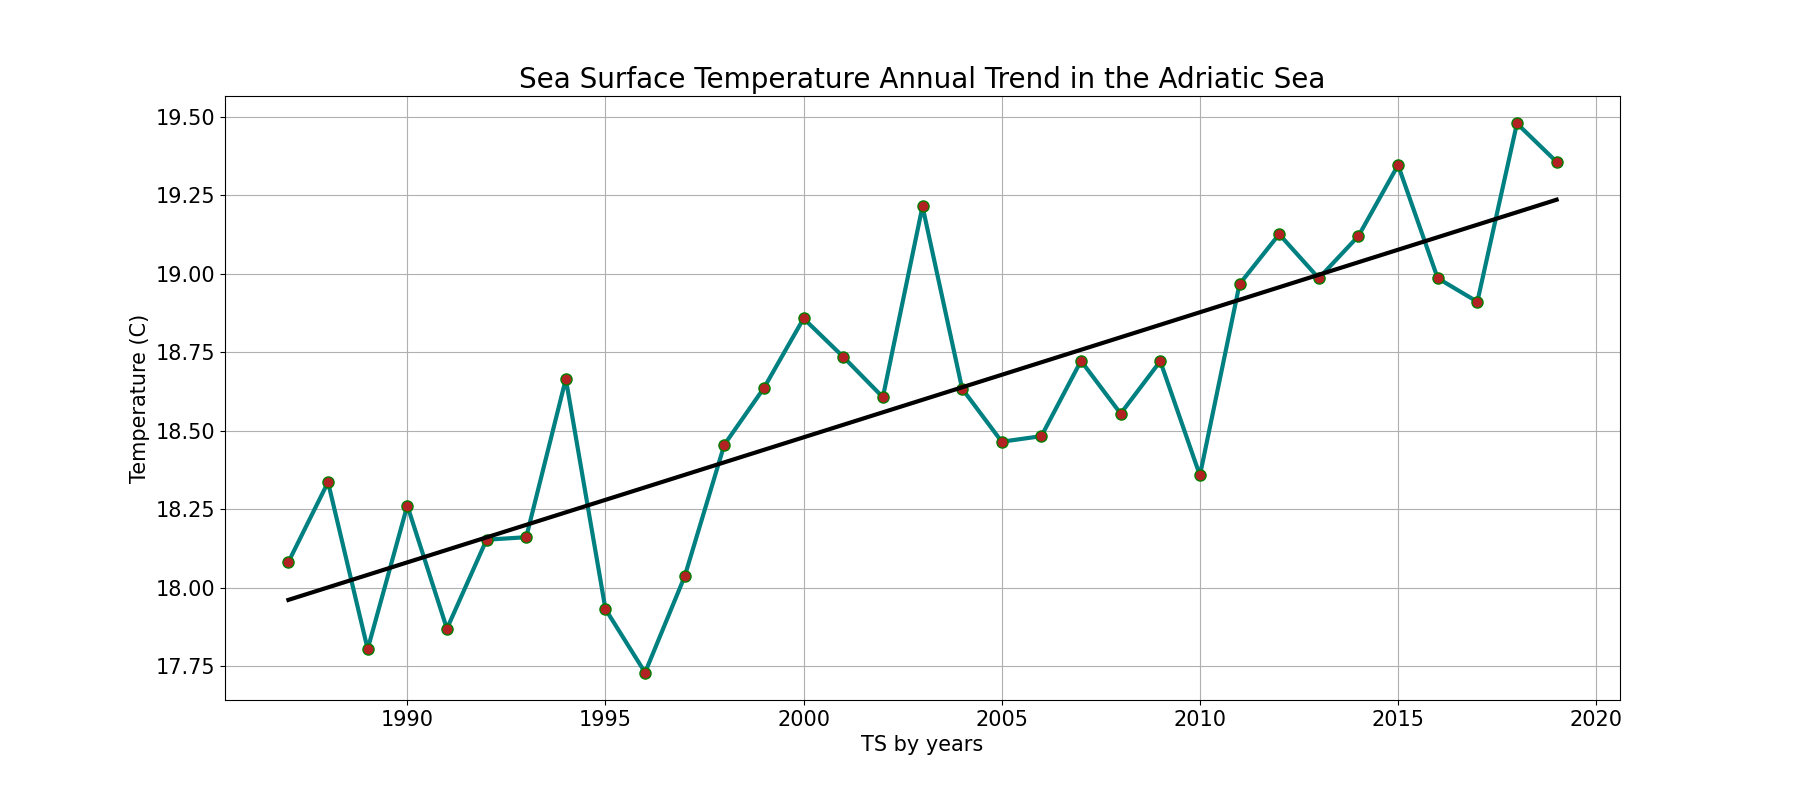 Sea Surface Temperature Annual Trend in the Adriatic Sea
19.50
19.25
19.00
18.75
18.50
18.25
18.00
17.75
Temperature (C)
1990 1995 2000 2005 2010 2015 2020
TS by years